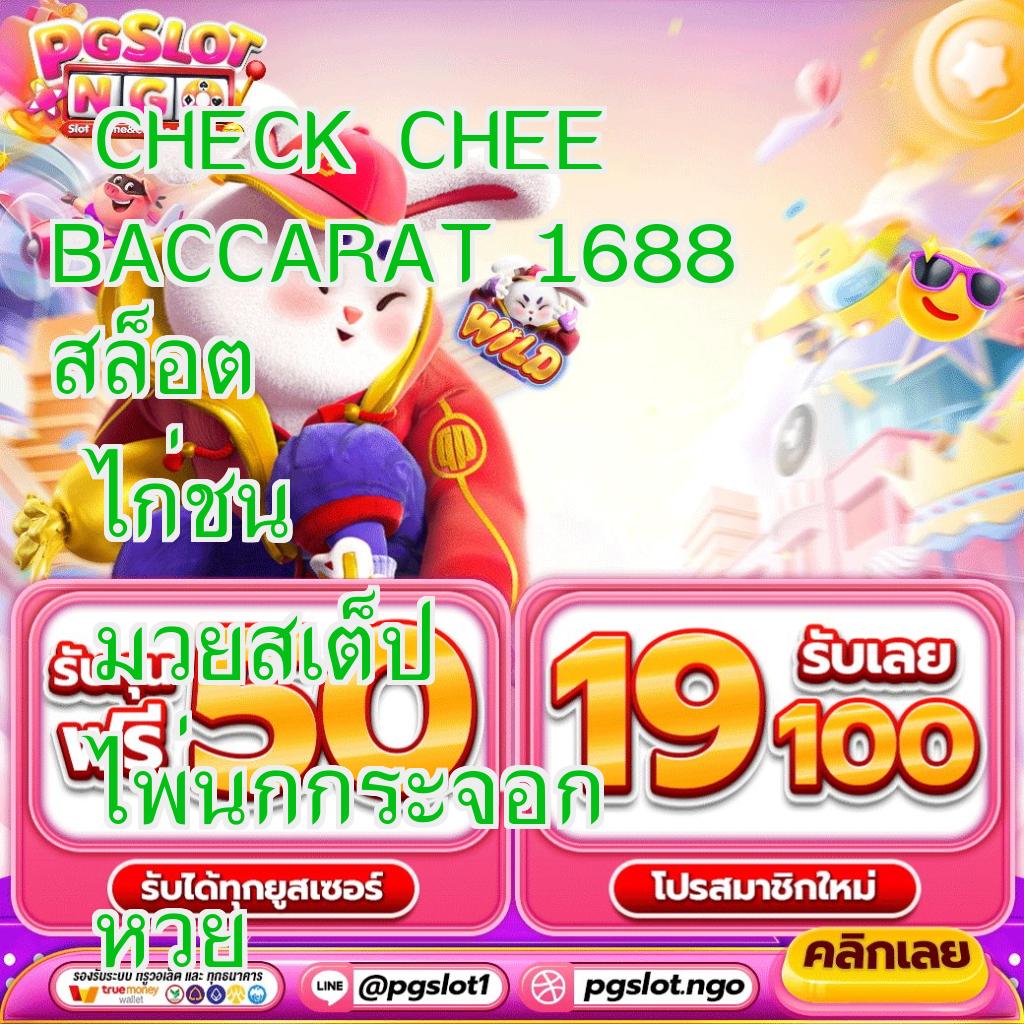 PGSLOT
NGO
CHECK CHEE
BACCARAT 1688
สล็อต
WILD
ไก่ชน
มวยสเต็ป
ไพ่นกกระจอก
หวย
ฟรี 50
19 รับเลย 100
รับได้ทุกยูสเซอร์
โปรสมาชิกใหม่
คลิกเลย
รองรับระบบ ทรูวอเล็ต และ ทุกธนาคาร
truemoney wallet
LINE @pgslot1
pgslot.ngo